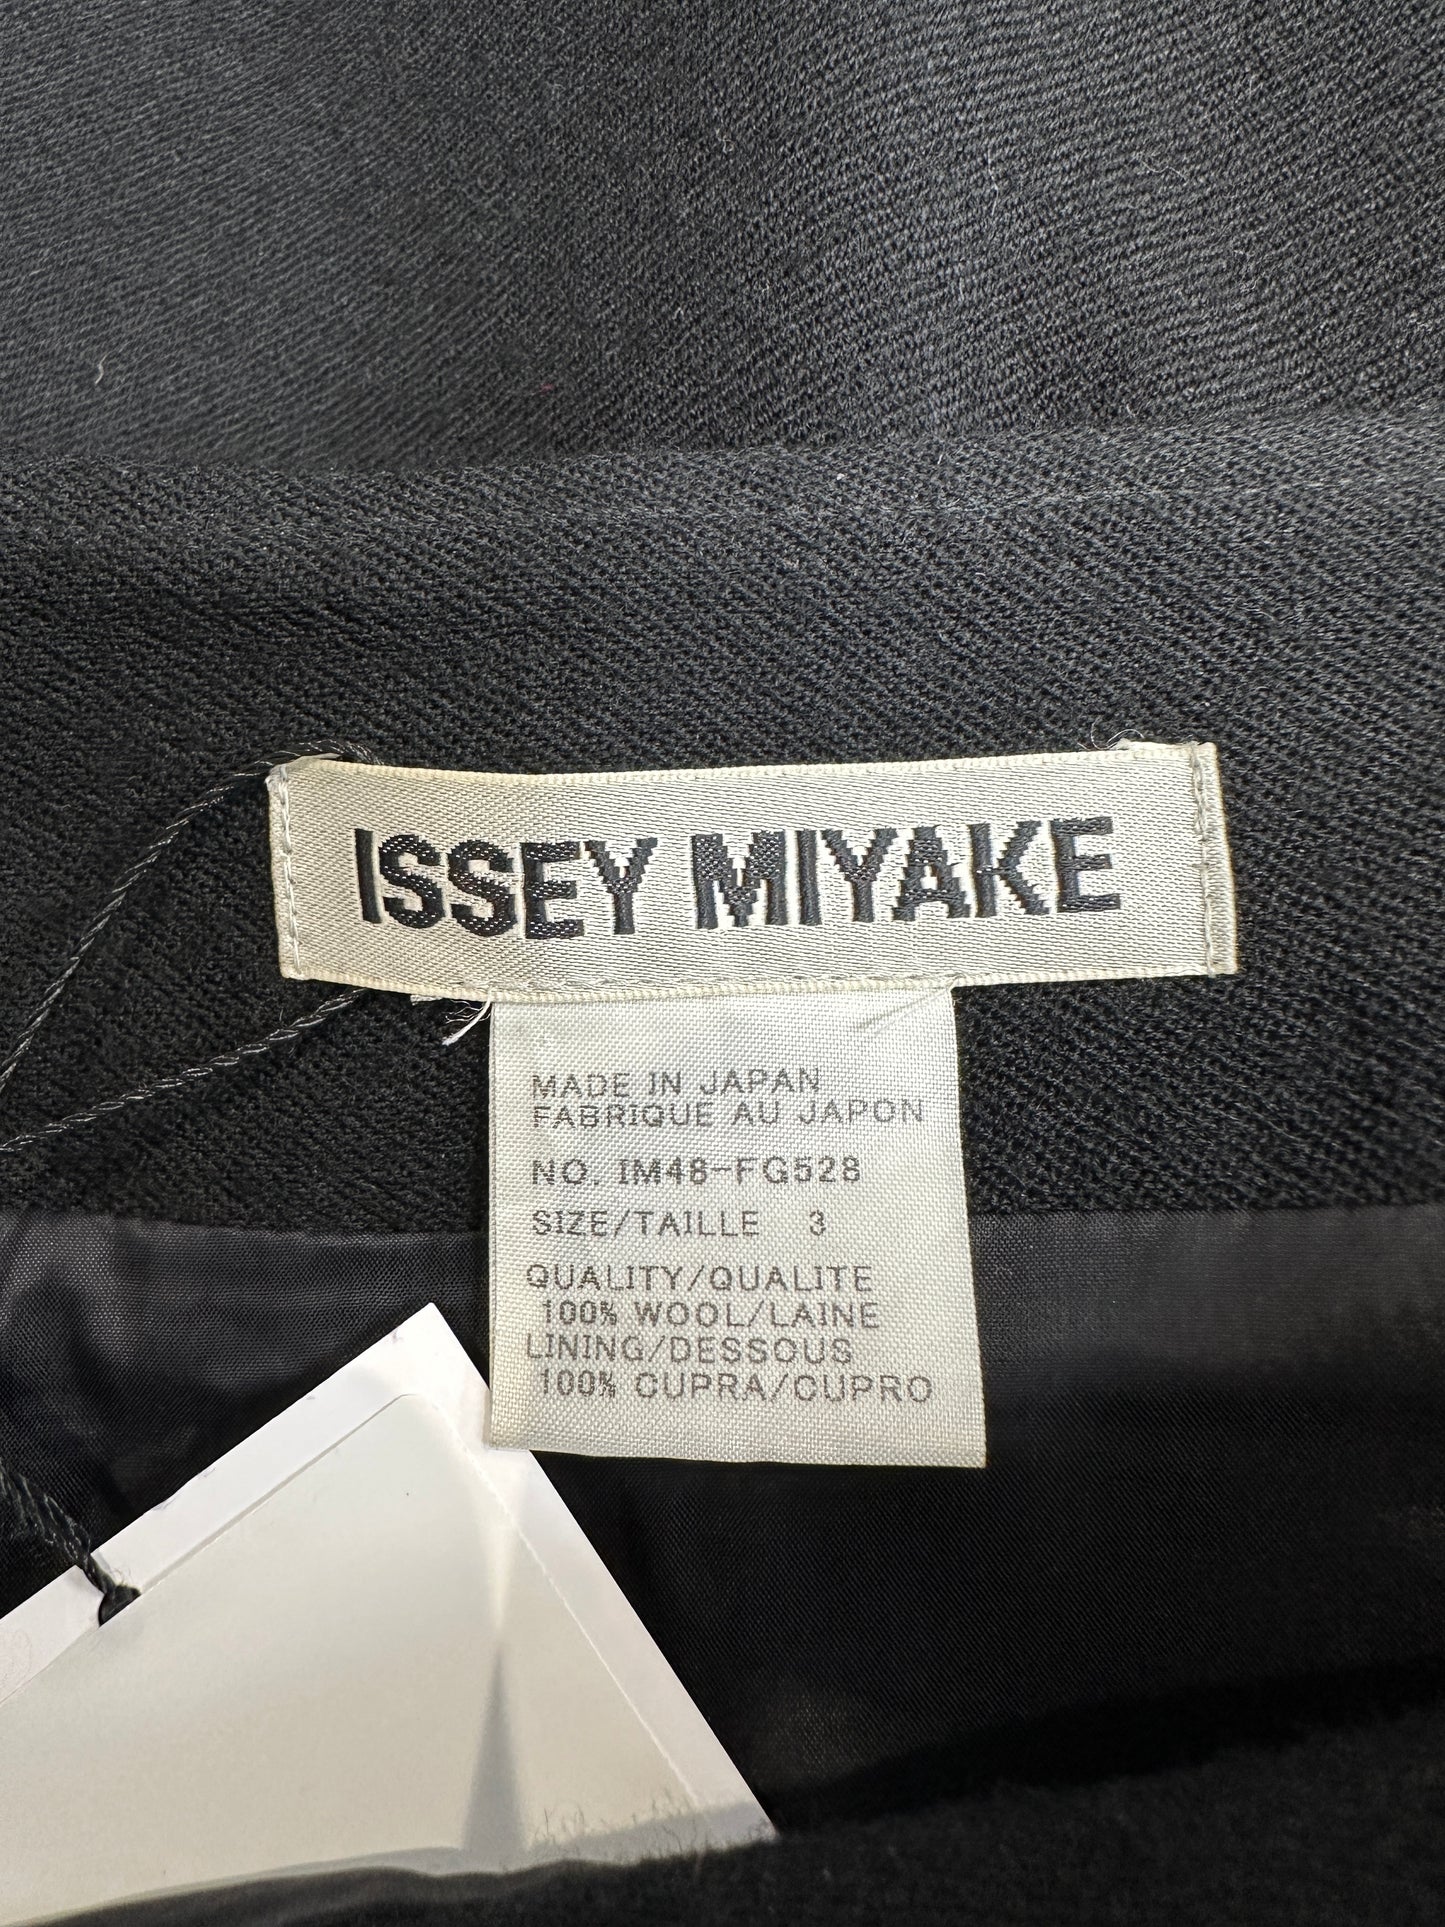 ISSEY MIYAKE
MADE IN JAPAN
FABRIQUE AU JAPON
NO. IM48-FG528
SIZE/TAILLE 3
QUALITY/QUALITE
100% WOOL/LAINE
LINING/DESSOUS
100% CUPRA/CUPRO